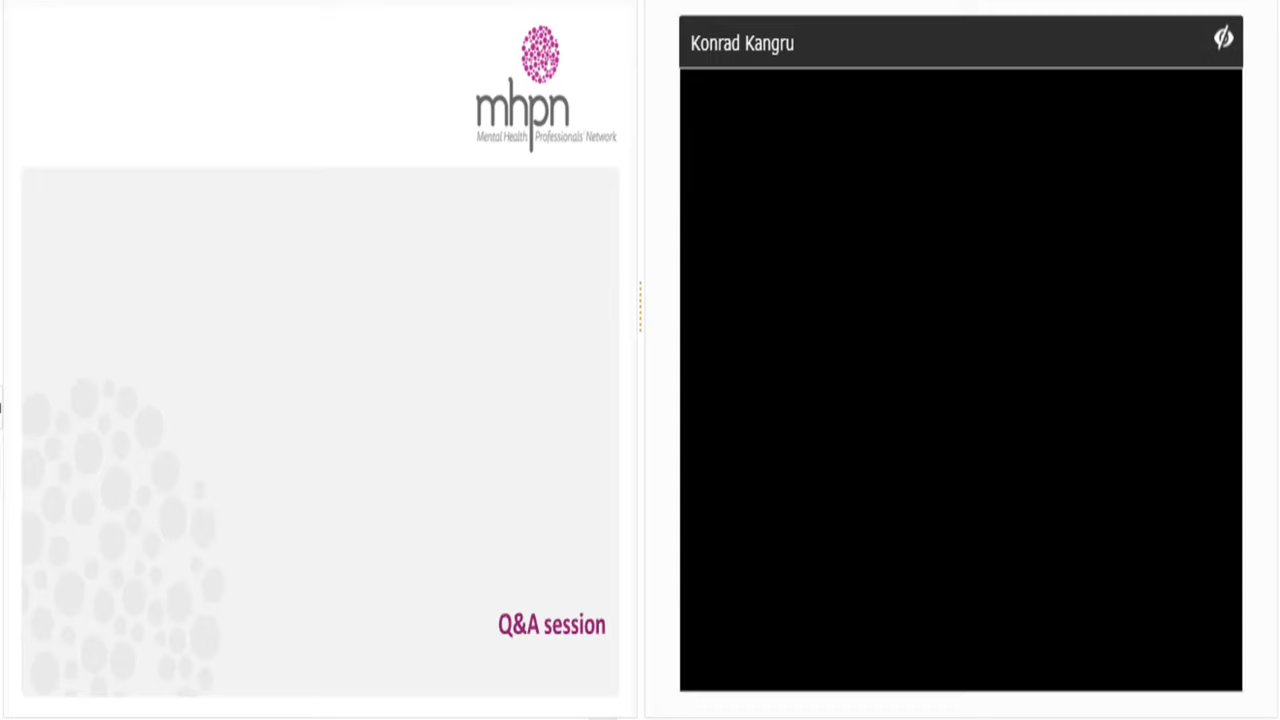 mhpn
Mental Health Professionals' Network
Q&A session
Konrad Kangru